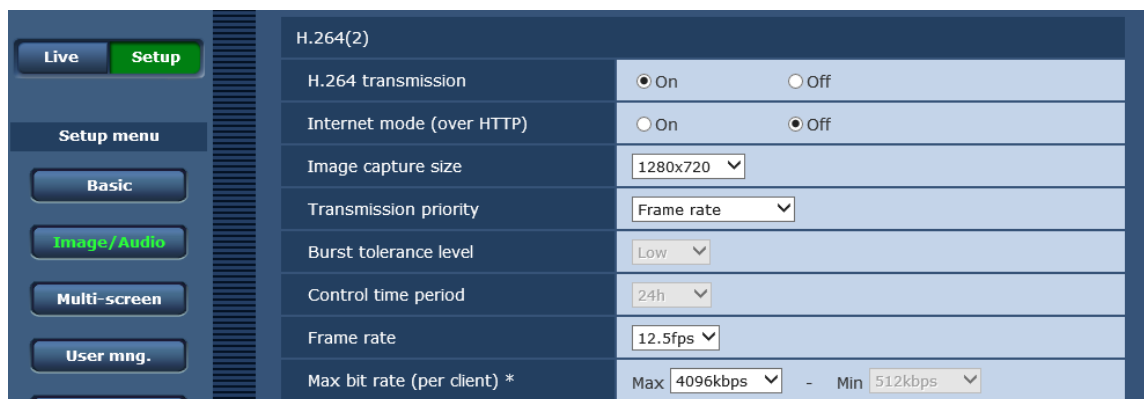 Live Setup
Setup menu
Basic
Image/Audio
Multi-screen
User mng.
H.264(2)
H.264 transmission On Off
Internet mode (over HTTP) On Off
Image capture size 1280x720
Transmission priority Frame rate
Burst tolerance level Low
Control time period 24h
Frame rate 12.5fps
Max bit rate (per client) * Max 4096kbps - Min 512kbps